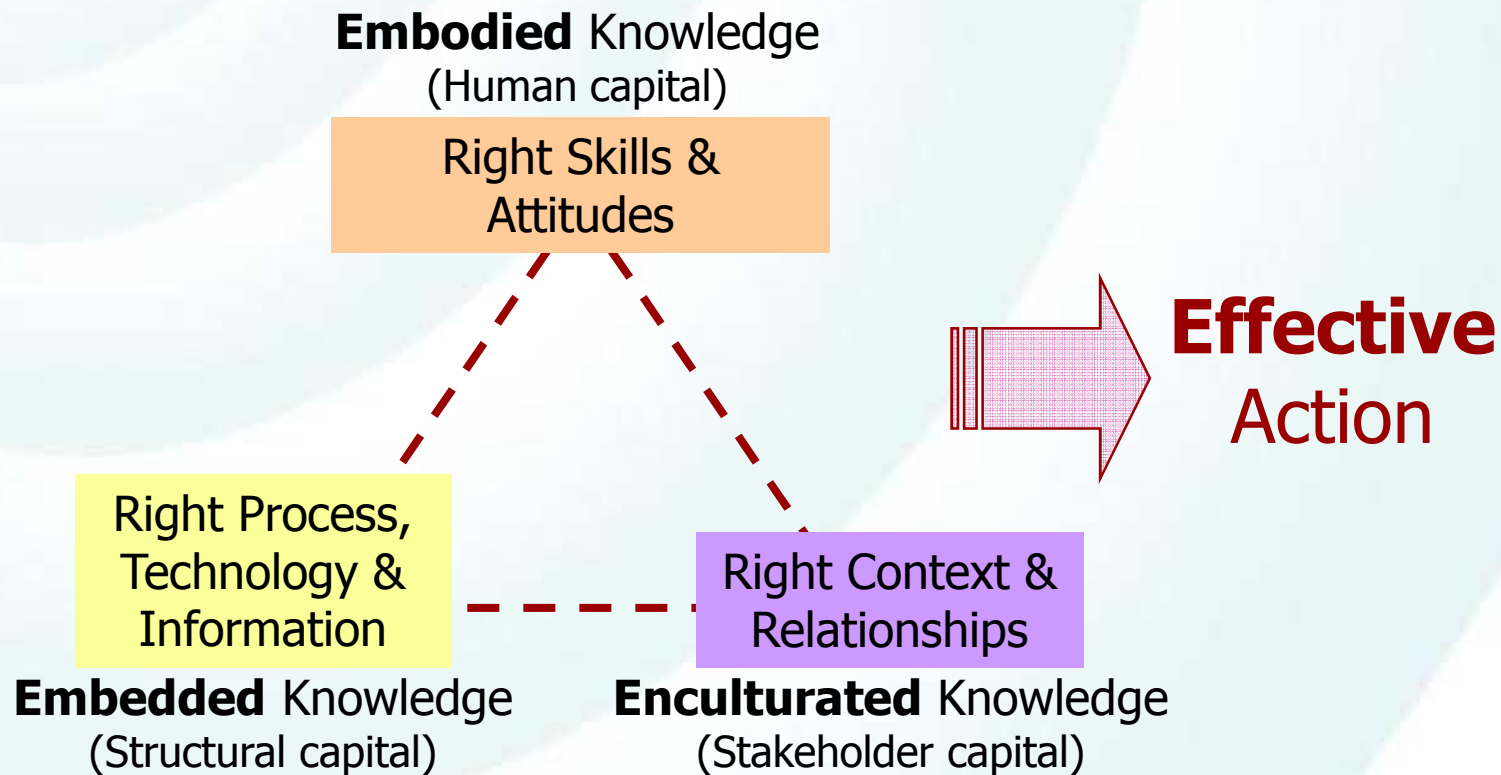 Embodied Knowledge
(Human capital)
Right Skills &
Attitudes
Effective
Action
Right Process,
Technology &
Information
Embedded Knowledge
(Structural capital)
Right Context &
Relationships
Enculturated Knowledge
(Stakeholder capital)